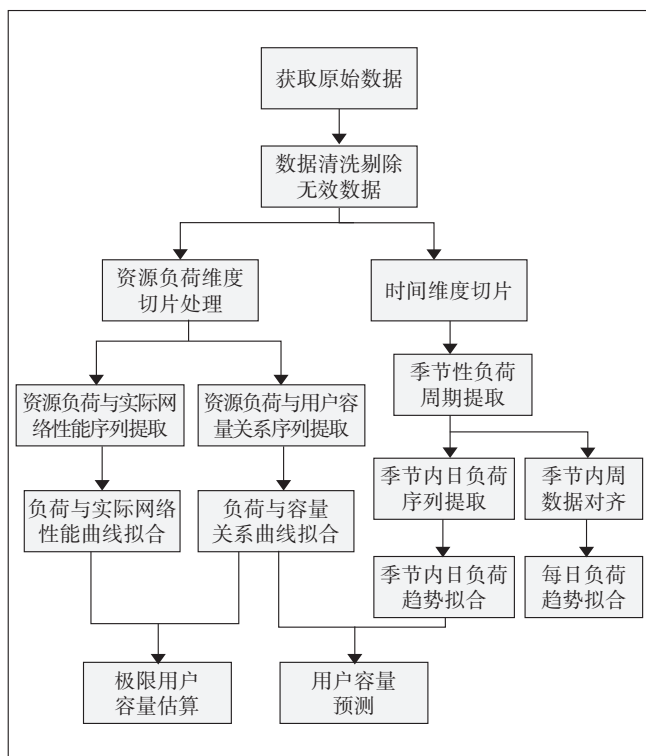 获取原始数据
数据清洗剔除
无效数据
资源负荷维度
切片处理
时间维度切片
季节性负荷
周期提取
资源负荷与实际网
络性能序列提取
资源负荷与用户容
量关系序列提取
季节内日负荷
序列提取
季节内周
数据对齐
负荷与实际网络
性能曲线拟合
负荷与容量
关系曲线拟合
季节内日负荷
趋势拟合
每日负荷
趋势拟合
极限用户
容量估算
用户容量
预测